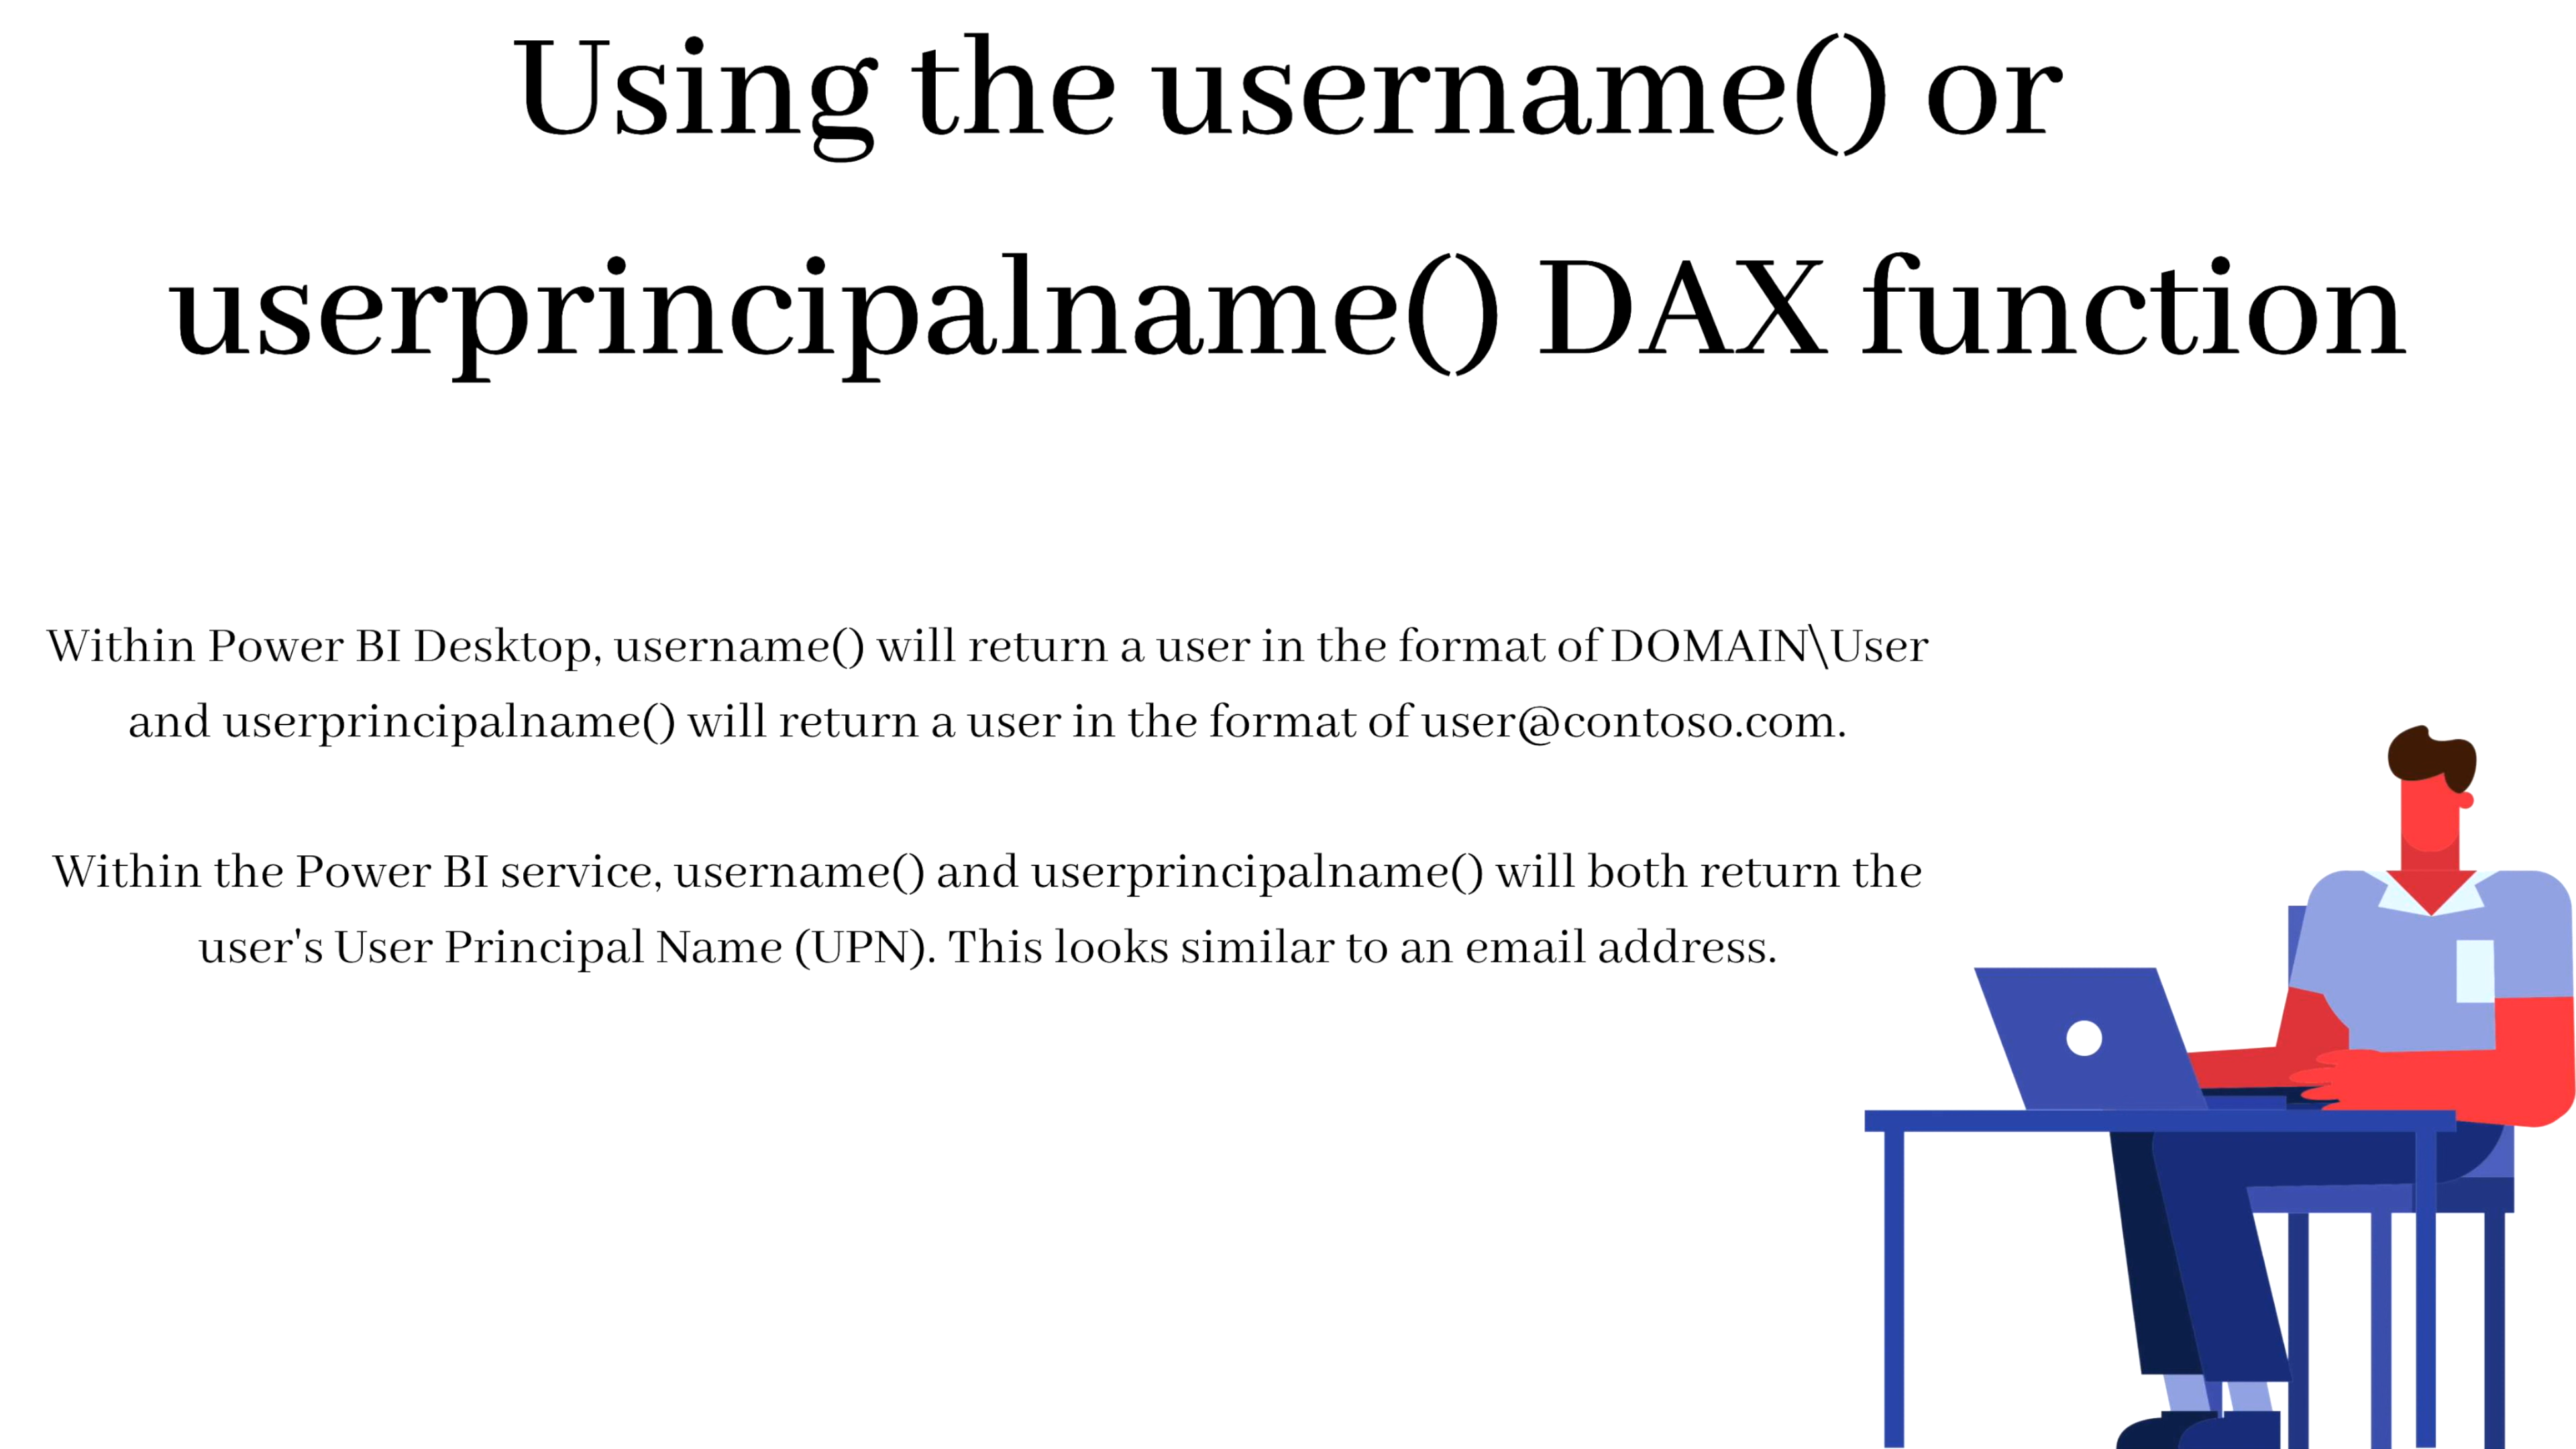 Using the username() or
userprincipalname() DAX function
Within Power BI Desktop, username() will return a user in the format of DOMAIN\User
and userprincipalname() will return a user in the format of user@contoso.com.
Within the Power BI service, username() and userprincipalname() will both return the
user's User Principal Name (UPN). This looks similar to an email address.